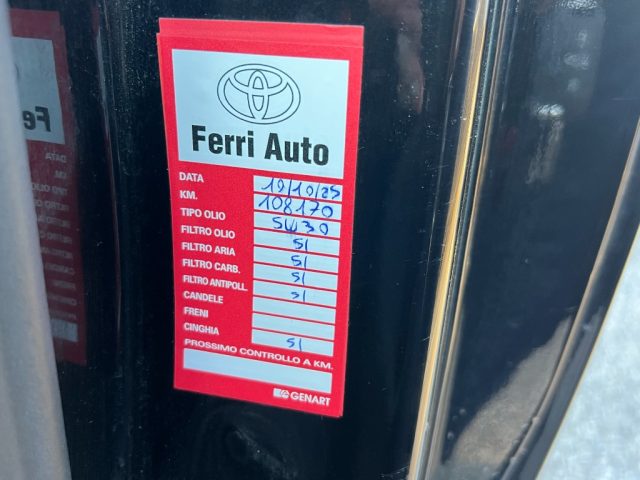 Ferri Auto
DATA 19/10/25
KM. 108170
TIPO OLIO 5W30
FILTRO OLIO SI
FILTRO ARIA SI
FILTRO CARB. SI
FILTRO ANTIPOLL. SI
CANDELE
FRENI
CINGHIA SI
PROSSIMO CONTROLLO A KM.
GENART